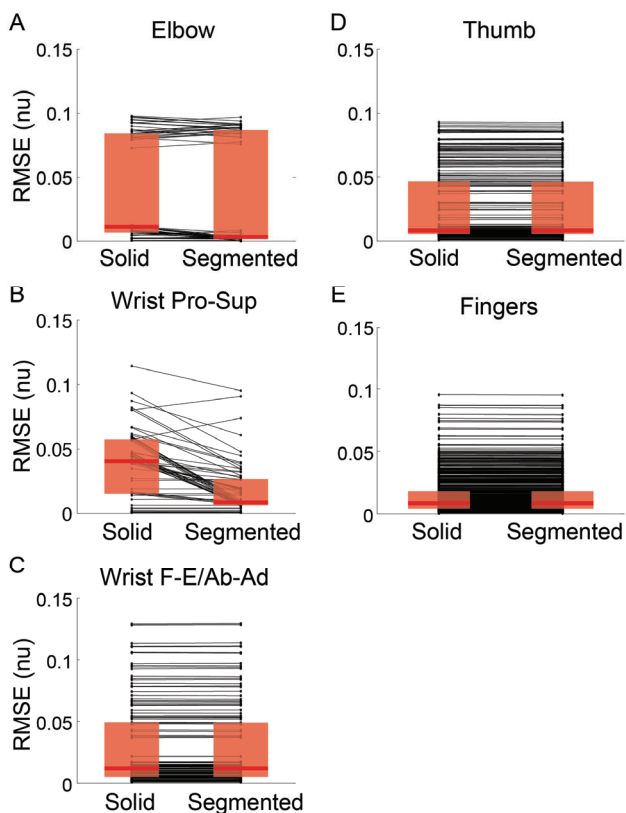 A
Elbow
0.15
0.1
0.05
0
RMSE (nu)
Solid
Segmented
B
Wrist Pro-Sup
0.15
0.1
0.05
0
RMSE (nu)
Solid
Segmented
C
Wrist F-E/Ab-Ad
0.15
0.1
0.05
0
RMSE (nu)
Solid
Segmented
D
Thumb
0.15
0.1
0.05
0
Solid
Segmented
E
Fingers
0.15
0.1
0.05
0
Solid
Segmented